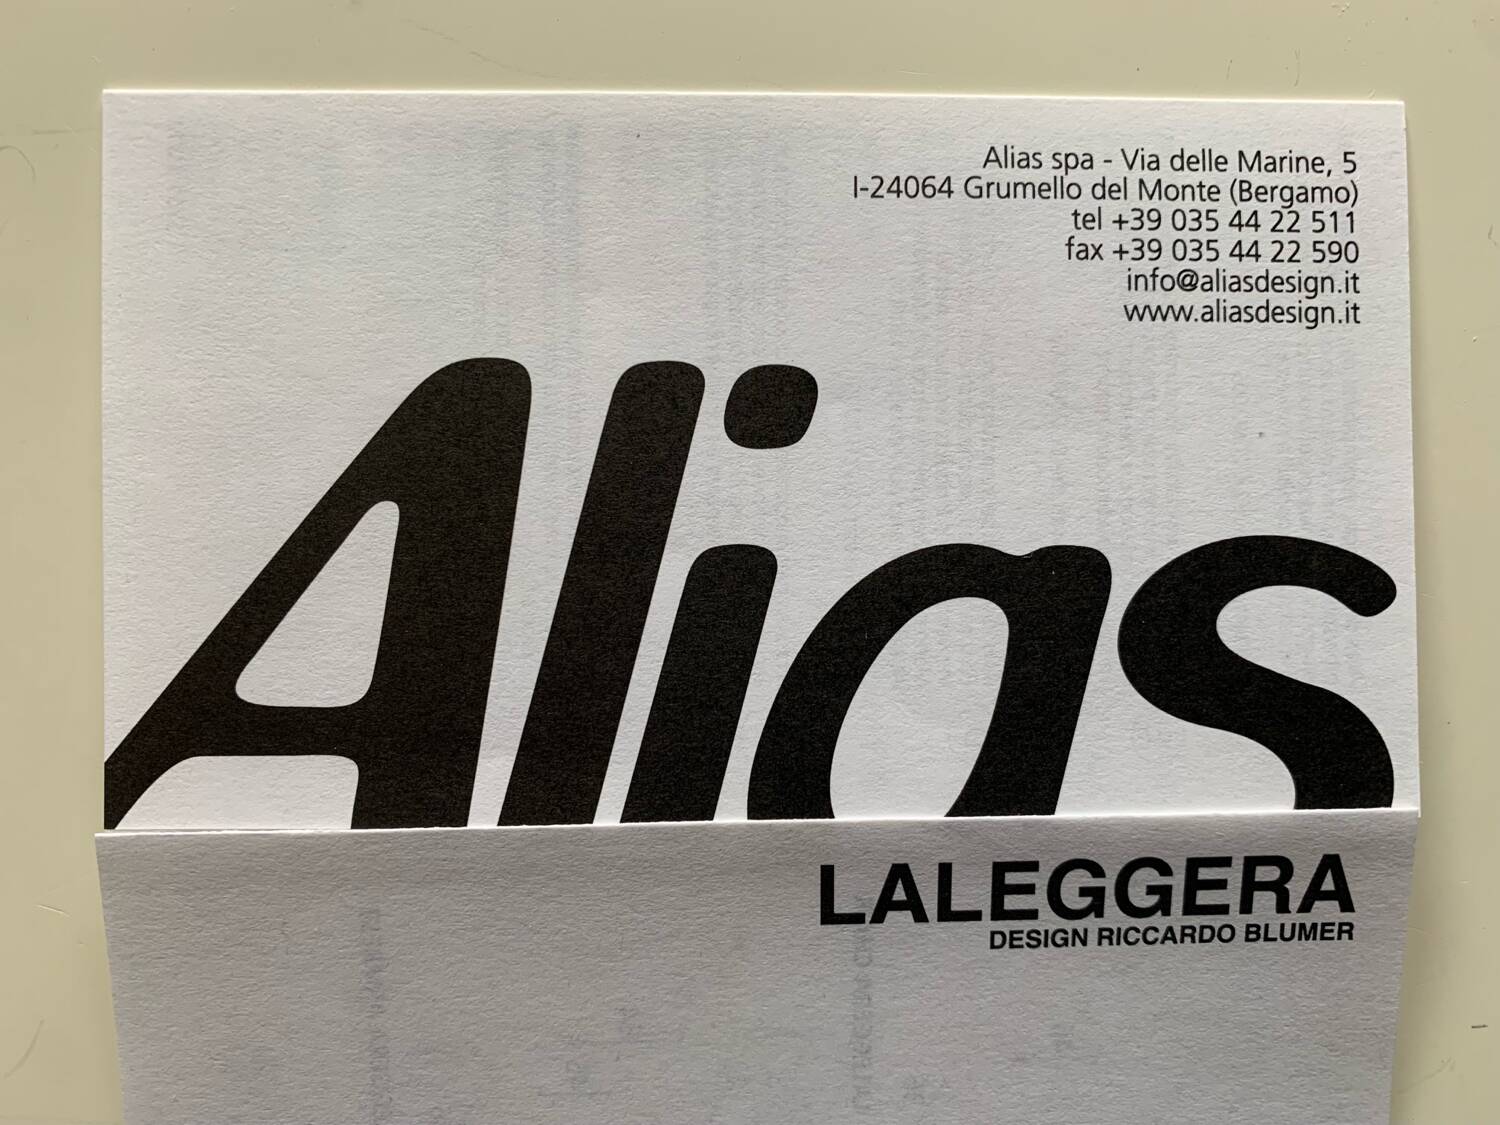 Alias spa - Via delle Marine, 5
I-24064 Grumello del Monte (Bergamo)
tel +39 035 44 22 511
fax +39 035 44 22 590
info@aliasdesign.it
www.aliasdesign.it
Alias
LALEGGERA
DESIGN RICCARDO BLUMER